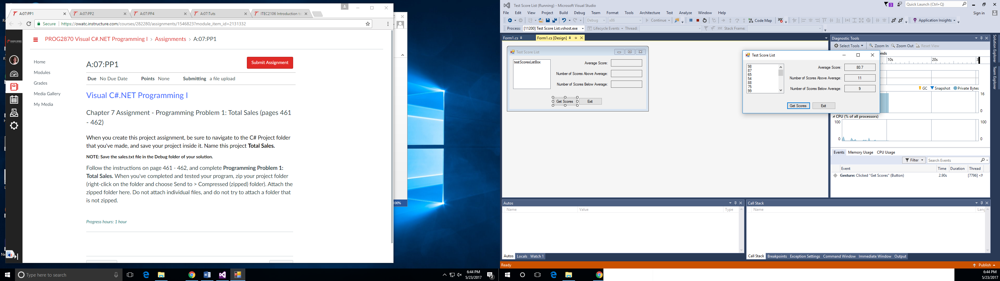 A:07:PP1
A:07:PP2
A:07:PP4
A:07:Tuts
ITEC2106 Introduction to
Secure
https://owatc.instructure.com/courses/282280/assignments/1546823?module_item_id=2131332
PROG2870 Visual C#.NET Programming I > Assignments > A:07:PP1
Home
Modules
Grades
Media Gallery
My Media
A:07:PP1
Submit Assignment
Due No Due Date Points None Submitting a file upload
Visual C#.NET Programming I
Chapter 7 Assignment - Programming Problem 1: Total Sales (pages 461
- 462)
When you create this project assignment, be sure to navigate to the C# Project folder
that you've made, and save your project inside it. Name this project Total Sales.
NOTE: Save the sales.txt file in the Debug folder of your solution.
Follow the instructions on page 461 - 462, and complete Programming Problem 1:
Total Sales. When you've completed and tested your program, zip your project folder
(right-click on the folder and choose Send to > Compressed (zipped) folder). Attach the
zipped folder here. Do not attach individual files, and do not try to attach a folder that
is not zipped.
Progress hours: 1 hour
Type here to search
6:44 PM
5/23/2017
2
Test Score List (Running) - Microsoft Visual Studio
3
Quick Launch (Ctrl+Q)
File Edit View Project Build Debug Team Format Tools Architecture Test Analyze Window Help
Sign in
Debug x86 Continue Code Map Application Insights
Process: [11200] Test Score List.vshost.exe Lifecycle Events Thread: Stack Frame:
Form1.cs
Form1.cs [Design]
Test Score List
testScoresListBox
Average Score:
Number of Scores Above Average:
Number of Scores Below Average:
Get Scores
Exit
Diagnostic Tools
Select Tools Zoom In Zoom Out Reset View
Solution Explorer
Team Explorer
Test Score List
98
87
65
54
88
75
99
Average Score: 80.7
Number of Scores Above Average: 11
Number of Scores Below Average: 9
Get Scores
Exit
10s
20s
GC Snapshot Private Bytes
16
0
CPU (% of all processors)
100
100
0
0
Events Memory Usage CPU Usage
Filter
Search Events
Event Time Duration Thread
Gesture: Clicked "Get Scores" (Button) 2.90s [7796] <N
Autos
Name Value Type
Autos Locals Watch 1
Call Stack
Name Lang
Call Stack Breakpoints Exception Settings Command Window Immediate Window Output
Ready
Publish
6:44 PM
5/23/2017